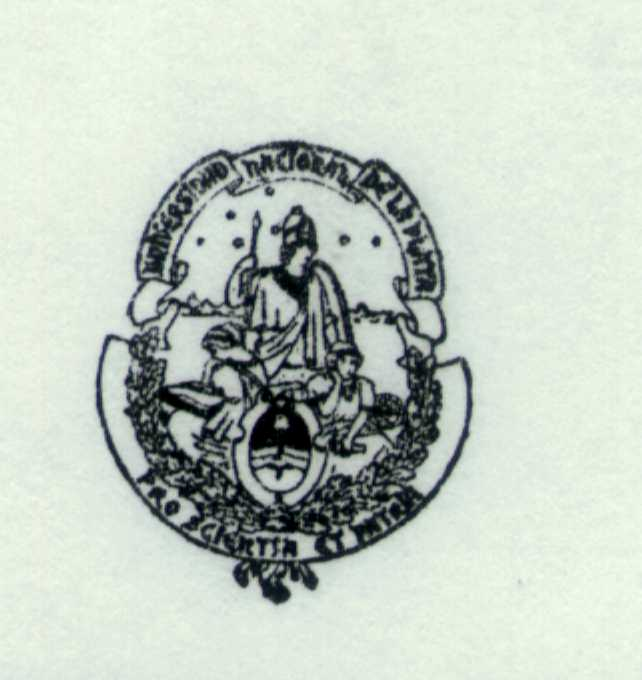 UNIVERSIDAD NACIONAL DE LA PLATA
PRO SCIENTIA ET PATRIA